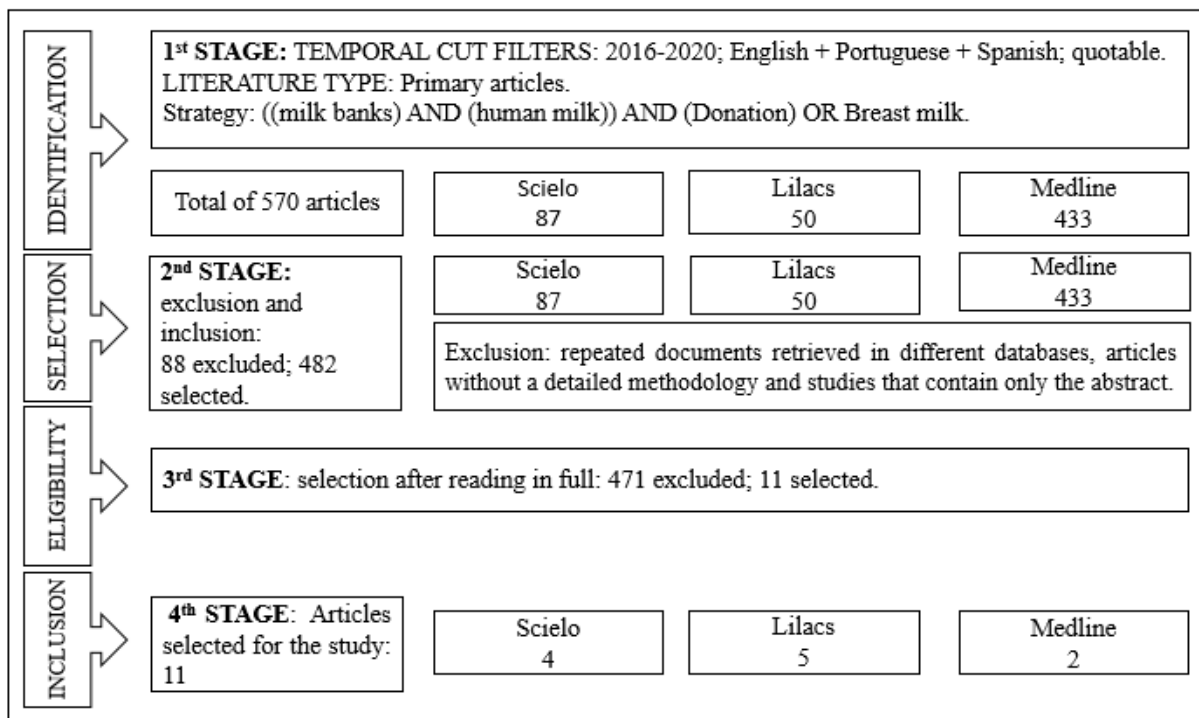 IDENTIFICATION
1st STAGE: TEMPORAL CUT FILTERS: 2016-2020; English + Portuguese + Spanish; quotable.
LITERATURE TYPE: Primary articles.
Strategy: ((milk banks) AND (human milk)) AND (Donation) OR Breast milk.
Total of 570 articles
Scielo
87
Lilacs
50
Medline
433
SELECTION
2nd STAGE:
exclusion and
inclusion:
88 excluded; 482
selected.
Scielo
87
Lilacs
50
Medline
433
Exclusion: repeated documents retrieved in different databases, articles
without a detailed methodology and studies that contain only the abstract.
ELIGIBILITY
3rd STAGE: selection after reading in full: 471 excluded; 11 selected.
INCLUSION
4th STAGE: Articles
selected for the study:
11
Scielo
4
Lilacs
5
Medline
2